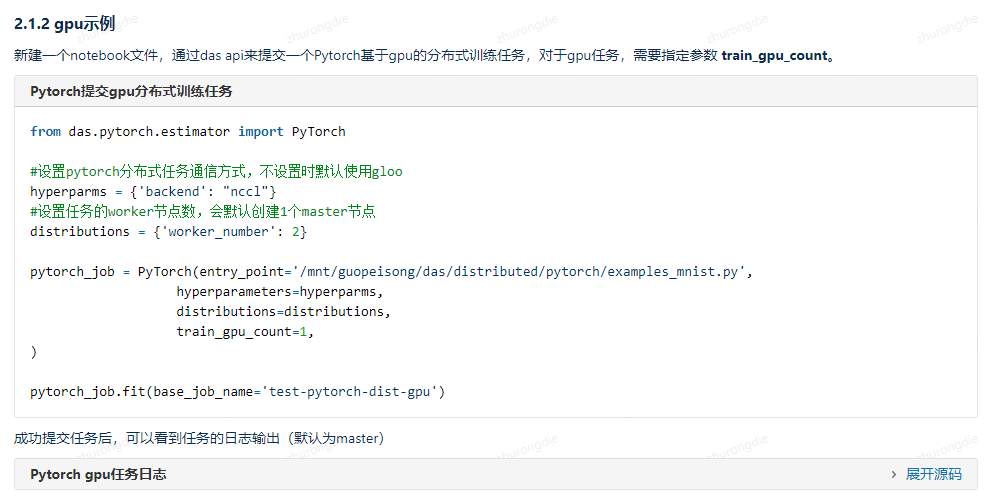 2.1.2 gpu示例
新建一个notebook文件，通过das api来提交一个Pytorch基于gpu的分布式训练任务，对于gpu任务，需要指定参数 train_gpu_count。
Pytorch提交gpu分布式训练任务
from das.pytorch.estimator import PyTorch
#设置pytorch分布式任务通信方式，不设置时默认使用gloo
hyperparms = {'backend': "nccl"}
#设置任务的worker节点数，会默认创建1个master节点
distributions = {'worker_number': 2}
pytorch_job = PyTorch(entry_point='/mnt/guopeisong/das/distributed/pytorch/examples_mnist.py',
hyperparameters=hyperparms,
distributions=distributions,
train_gpu_count=1,
)
pytorch_job.fit(base_job_name='test-pytorch-dist-gpu')
成功提交任务后，可以看到任务的日志输出（默认为master）
Pytorch gpu任务日志
› 展开源码